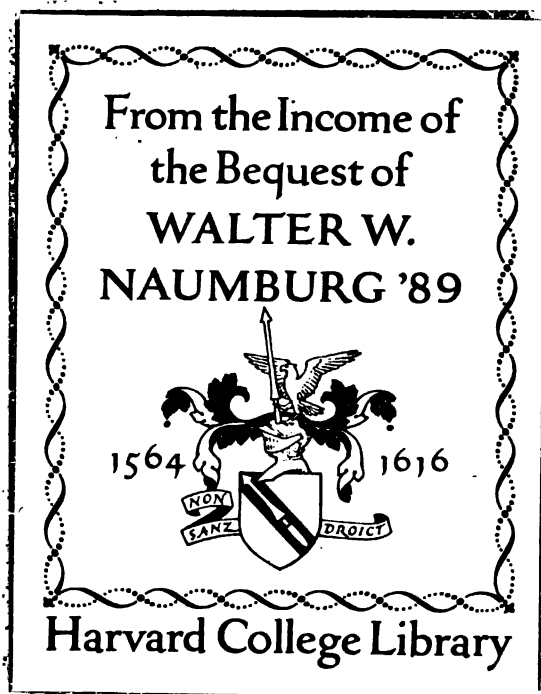 From the Income of
the Bequest of
WALTER W.
NAUMBURG '89
1564 1616
NON
SANZ DROICT
Harvard College Library